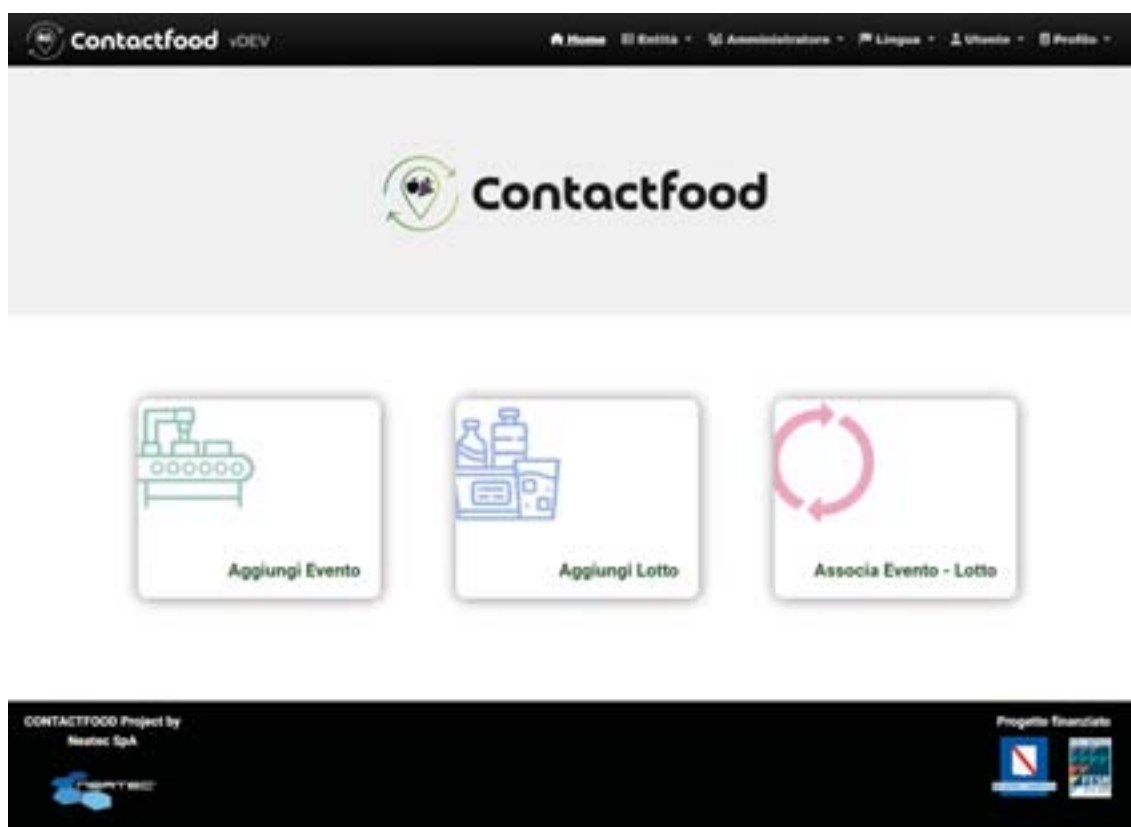 Contactfood vDEV
Home Entità Amministratore Lingua Utente Profilo
Contactfood
Aggiungi Evento
Aggiungi Lotto
Associa Evento - Lotto
CONTACTFOOD Project by
Neatec SpA
NEATEC
Progetto finanziato